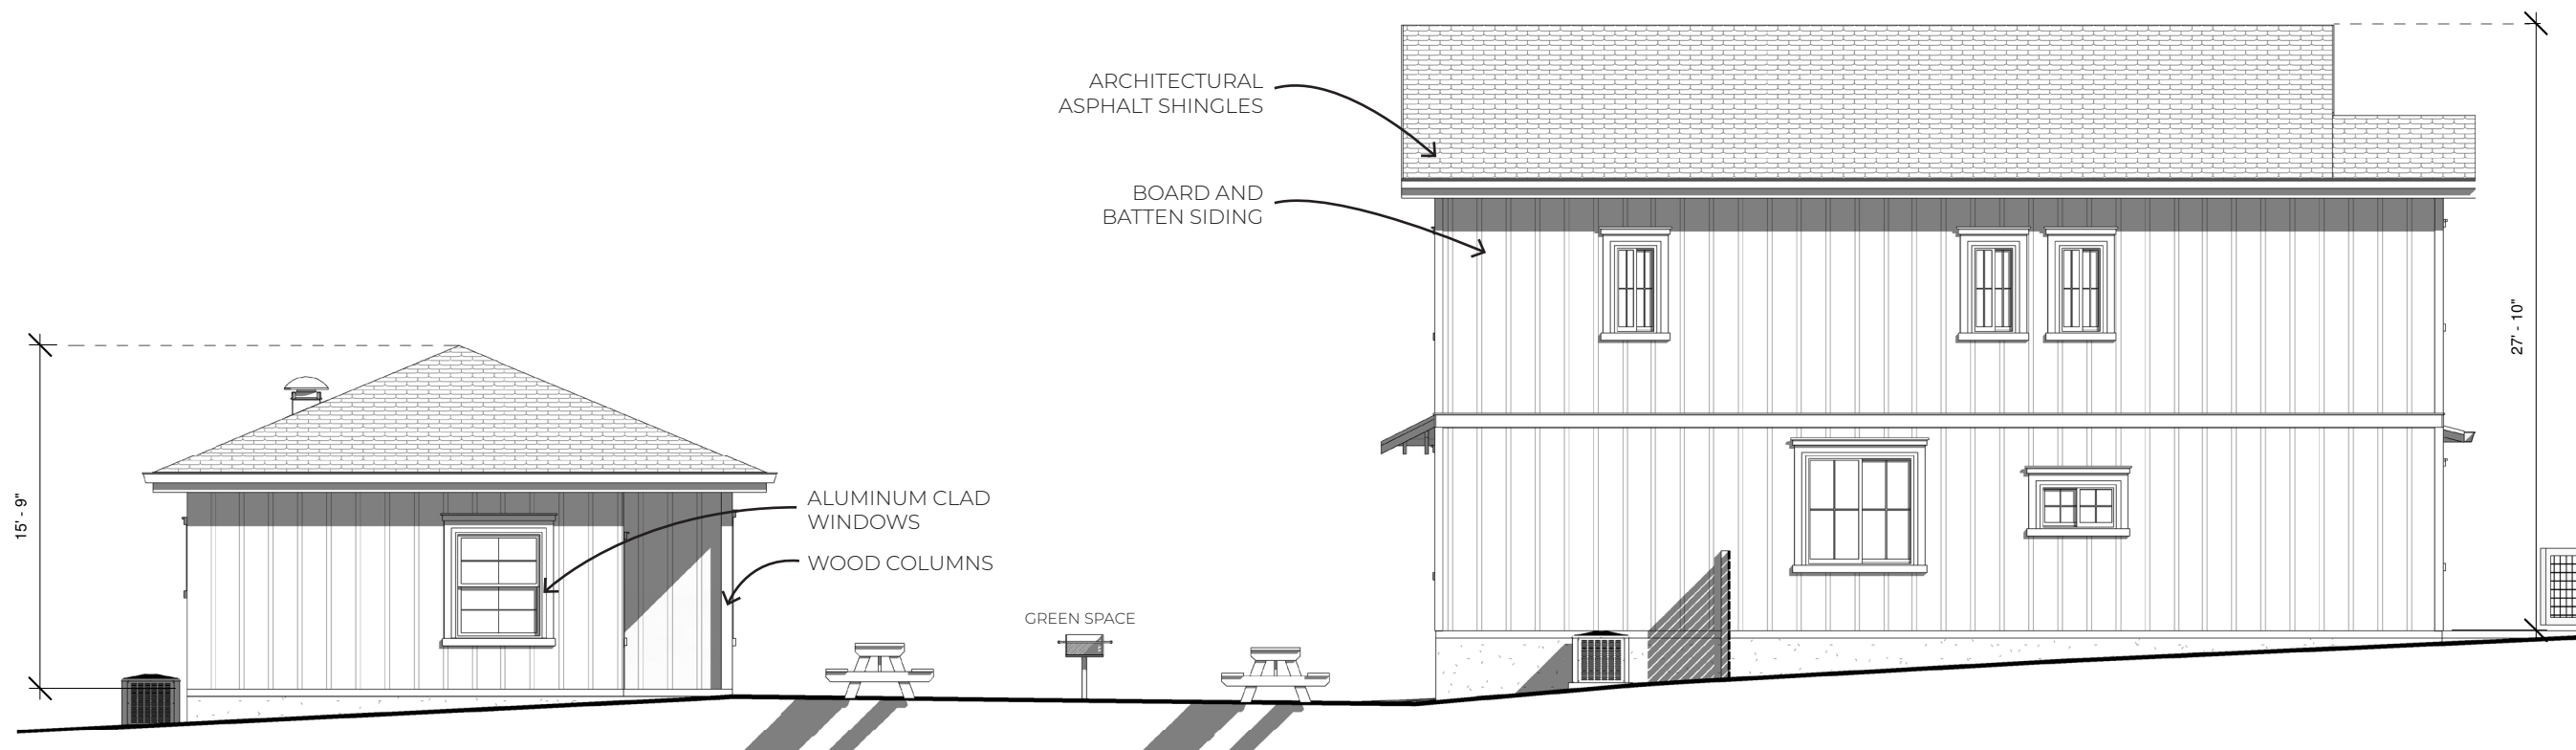 ARCHITECTURAL
ASPHALT SHINGLES
BOARD AND
BATTEN SIDING
27' - 10"
15' - 9"
ALUMINUM CLAD
WINDOWS
WOOD COLUMNS
GREEN SPACE